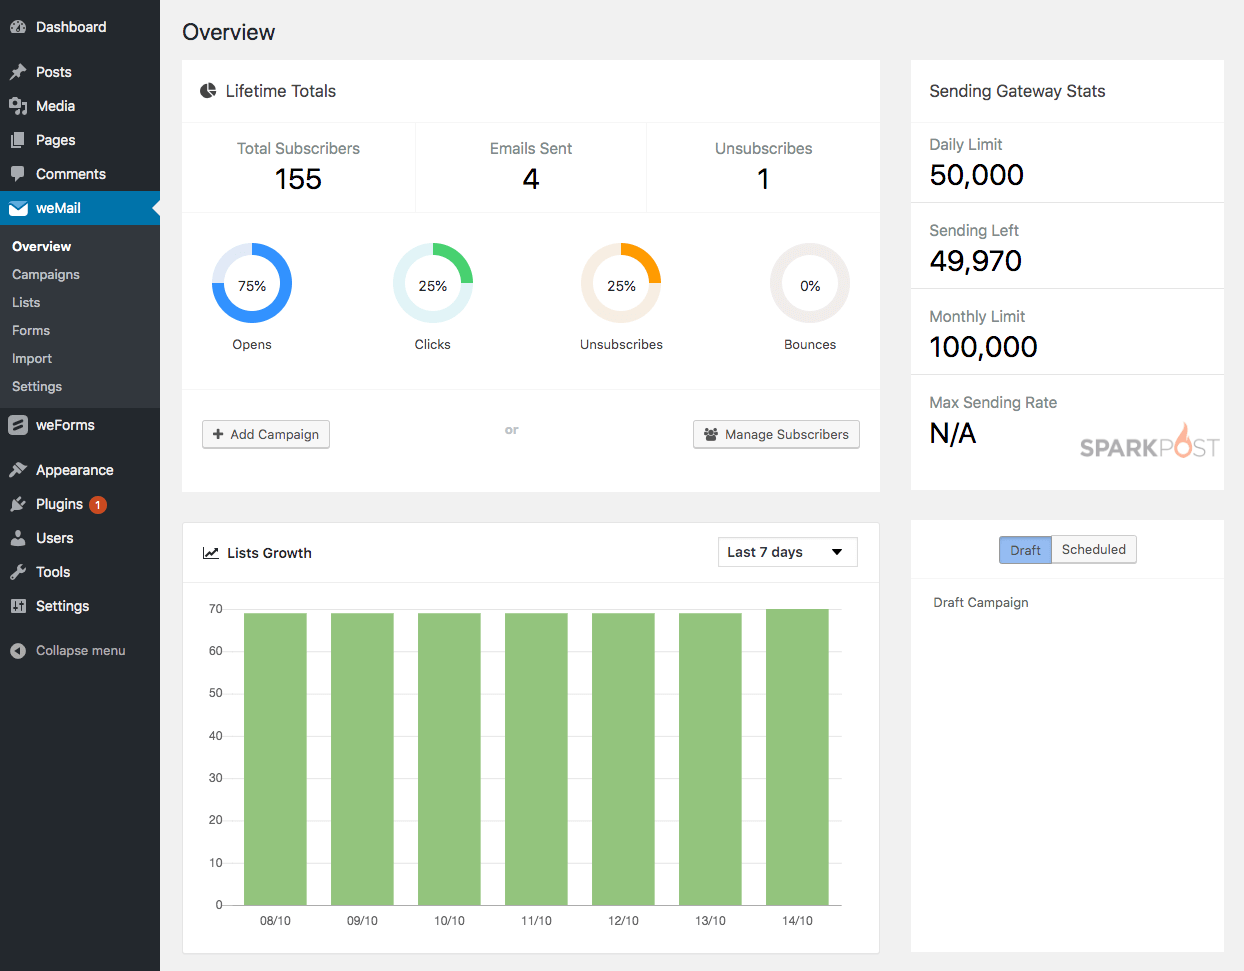 Dashboard
Posts
Media
Pages
Comments
weMail
Overview
Campaigns
Lists
Forms
Import
Settings
weForms
Appearance
Plugins 1
Users
Tools
Settings
Collapse menu
Overview
Lifetime Totals
Total Subscribers
155
Emails Sent
4
Unsubscribes
1
75%
Opens
25%
Clicks
25%
Unsubscribes
0%
Bounces
Add Campaign
or
Manage Subscribers
Sending Gateway Stats
Daily Limit
50,000
Sending Left
49,970
Monthly Limit
100,000
Max Sending Rate
N/A
SPARKPOST
Lists Growth
Last 7 days
70
60
50
40
30
20
10
0
08/10 09/10 10/10 11/10 12/10 13/10 14/10
Draft Scheduled
Draft Campaign